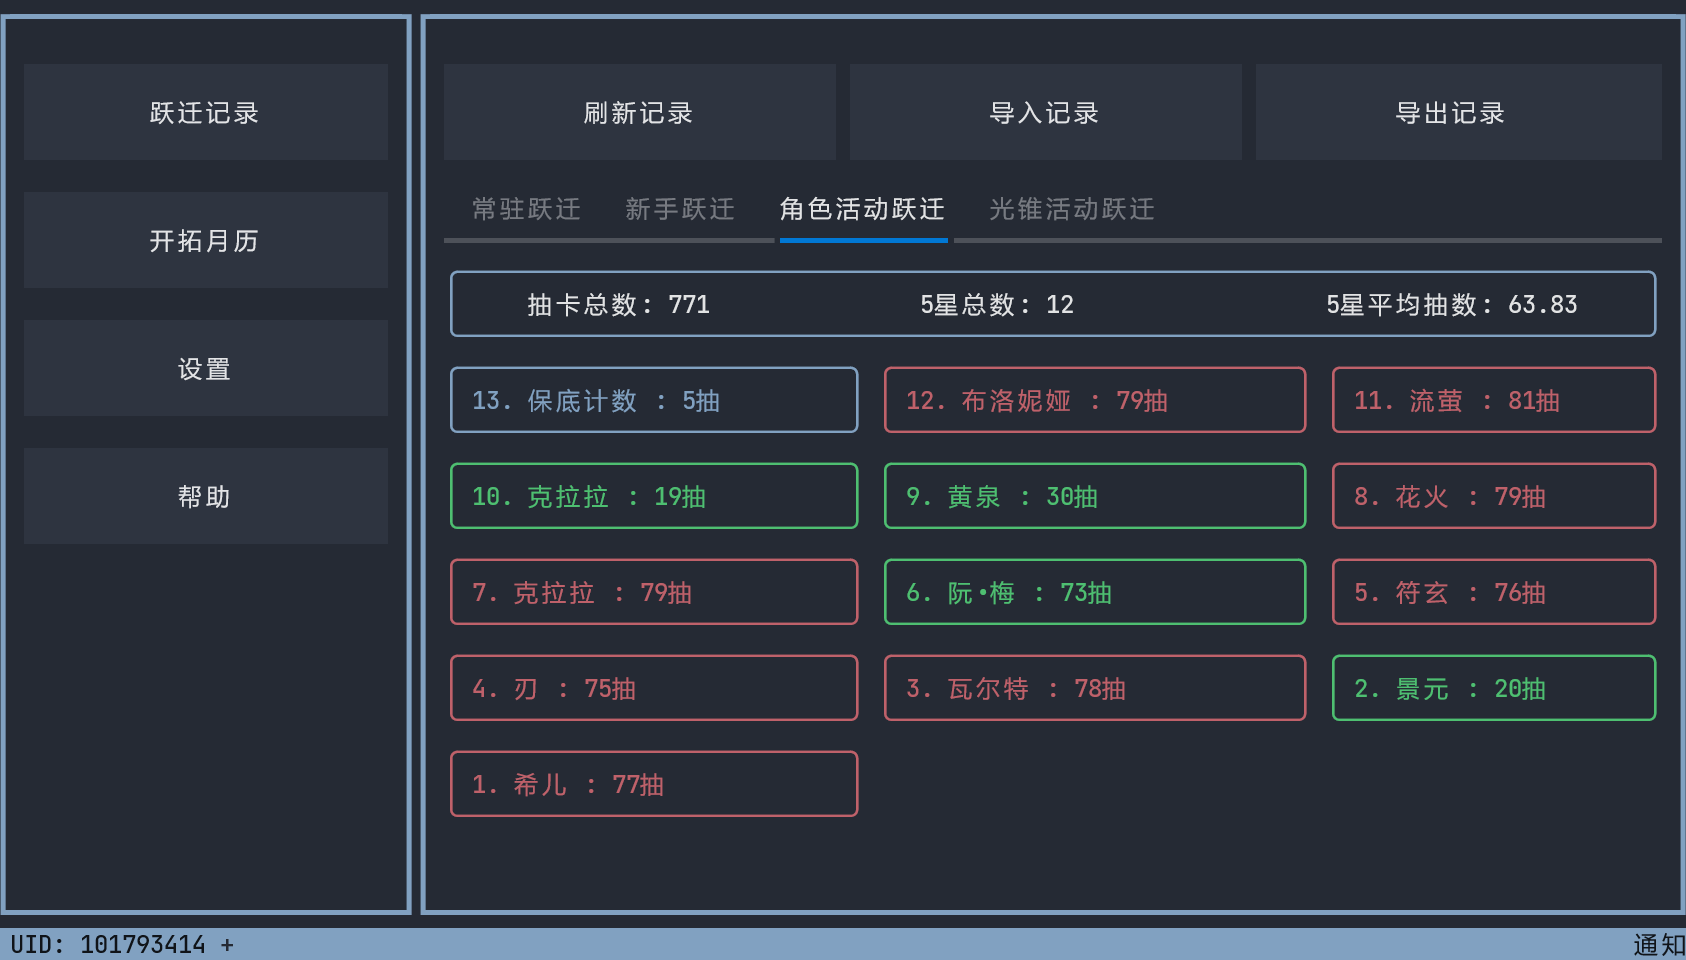 跃迁记录
开拓月历
设置
帮助
刷新记录 导入记录 导出记录
常驻跃迁 新手跃迁 角色活动跃迁 光锥活动跃迁
抽卡总数: 771 5星总数: 12 5星平均抽数: 63.83
13. 保底计数 : 5抽 12. 布洛妮娅 : 79抽 11. 流萤 : 81抽
10. 克拉拉 : 19抽 9. 黄泉 : 30抽 8. 花火 : 79抽
7. 克拉拉 : 79抽 6. 阮•梅 : 73抽 5. 符玄 : 76抽
4. 刃 : 75抽 3. 瓦尔特 : 78抽 2. 景元 : 20抽
1. 希儿 : 77抽
UID: 101793414 + 通知